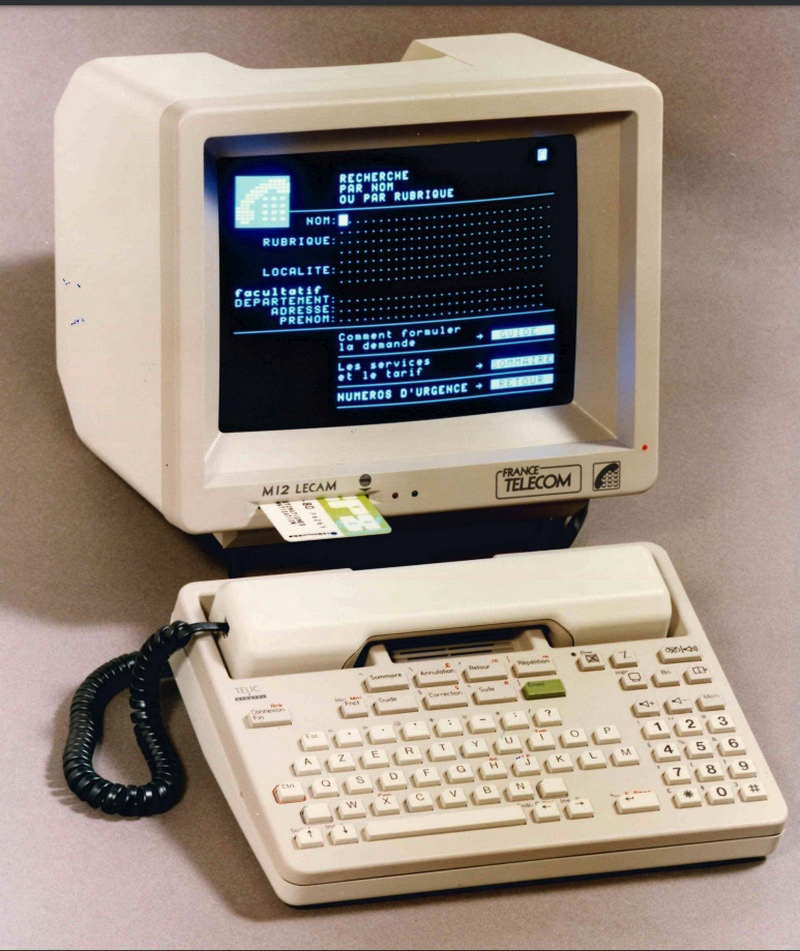 RECHERCHE
PAR NOM
OU PAR RUBRIQUE
NOM:
RUBRIQUE:
LOCALITE:
facultatif
DEPARTEMENT:
ADRESSE:
PRENOM:
Comment formuler
la demande → GUIDE
Les services
et le tarif → SOMMAIRE
RETOUR
NUMEROS D'URGENCE →
M12 LECAM
FRANCE
TELECOM
TELIC
Sommaire Annulation Retour Répétition
Connexion
Fin
Fnct Guide Correction Suite Envoi
Esc , . ' ; - : ?
A Z E R T Y U I O P
Ctrl Q S D F G H J K L M
W X C V B N
↑ ↓ ← →
1 2 3
4 5 6
7 8 9
* 0 #